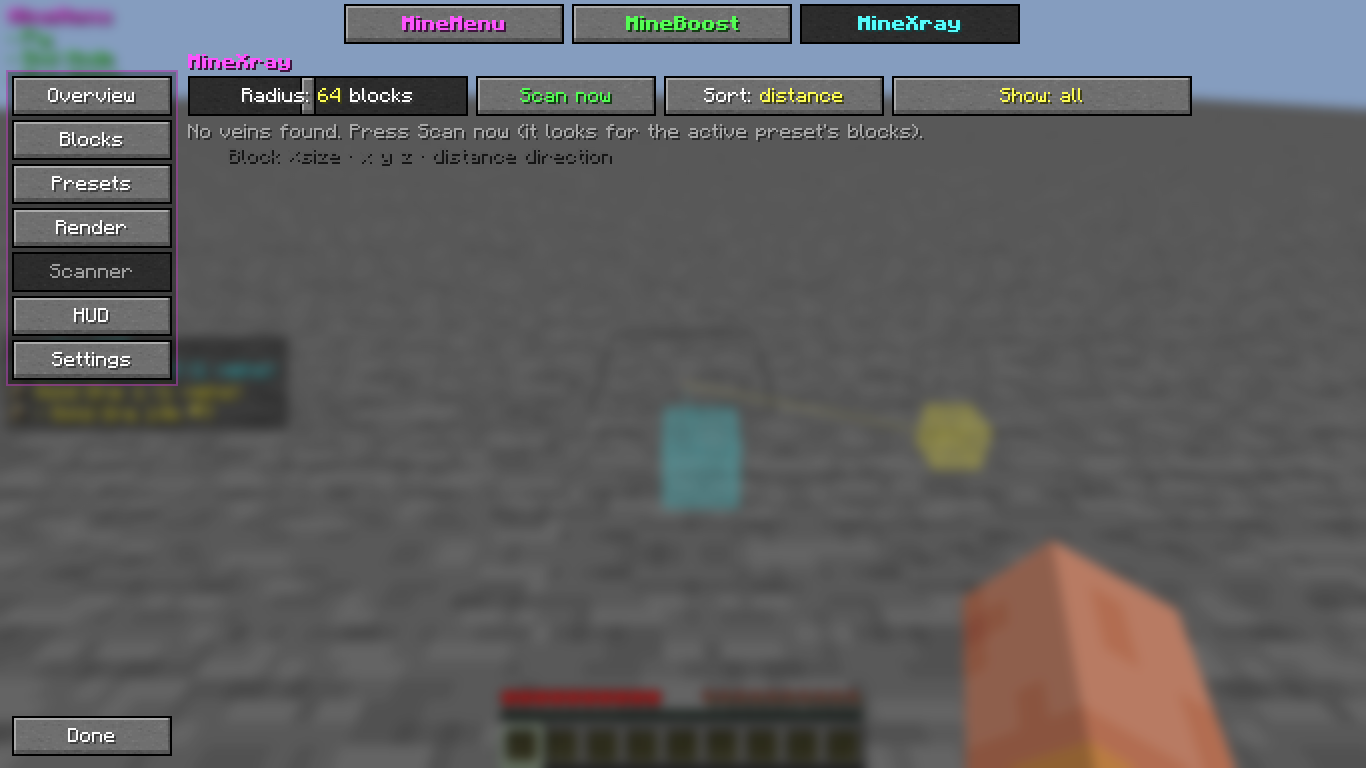 MineMenu MineBoost MineXray
MineXray
Radius: 64 blocks Scan now Sort: distance Show: all
No veins found. Press Scan now (it looks for the active preset's blocks).
Block ×size · x y z · distance direction
Overview
Blocks
Presets
Render
Scanner
HUD
Settings
Done